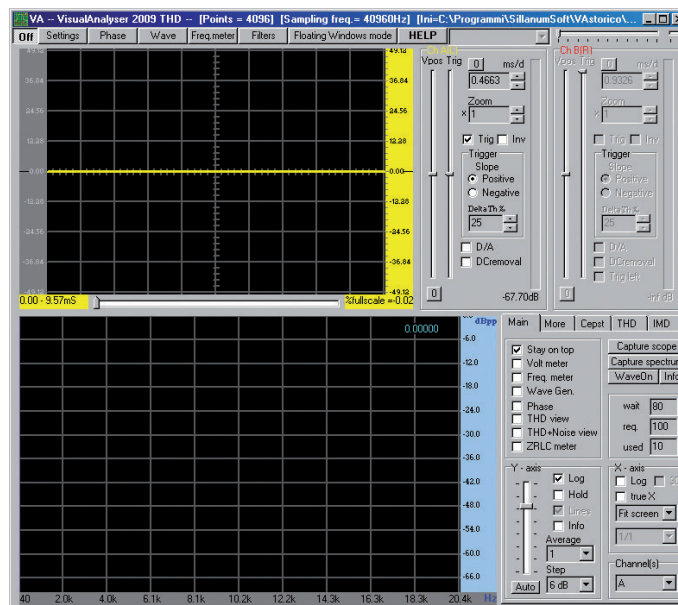 VA -- VisualAnalyser 2009 THD -- [Points = 4096] [Sampling freq.= 40960Hz] [Ini=C:\Programmi\SillanumSoft\VAstorico\...
Off Settings Phase Wave Freq.meter Filters Floating Windows mode HELP
49.12 49.12
36.84 36.84
24.56 24.56
12.28 12.28
0.00 0.00
-12.28 -12.28
-24.56 -24.56
-36.84 -36.84
-49.12 -49.12
0.00 - 9.57mS %fullscale =-0.02
Ch A(L)
Vpos Trig 0 ms/d
0.4663
Zoom
x 1
Trig Inv
Trigger
Slope
Positive
Negative
Delta Th %
25
D/A
DCremoval
0 -67.70dB
Ch B(R)
Vpos Trig 0 ms/d
0.9326
Zoom
x 1
Trig Inv
Trigger
Slope
Positive
Negative
Delta Th %
25
D/A
DCremoval
Trig left
0 -inf dB
0.00000
dBpp
-6.0
-12.0
-18.0
-24.0
-30.0
-36.0
-42.0
-48.0
-54.0
-60.0
-66.0
40 2.0k 4.0k 6.1k 8.1k 10.2k 12.2k 14.3k 16.3k 18.3k 20.4k Hz
Main More Cepst THD IMD
Stay on top
Volt meter
Freq. meter
Wave Gen.
Phase
THD view
THD+Noise view
ZRLC meter
Capture scope
Capture spectrum
WaveOn Info
wait 80
req. 100
used 10
Y - axis
Log
Hold
Lines
Info
Average
1
Step
Auto 6 dB
X - axis
Log
true X
Fit screen
1/1
Channel(s)
A